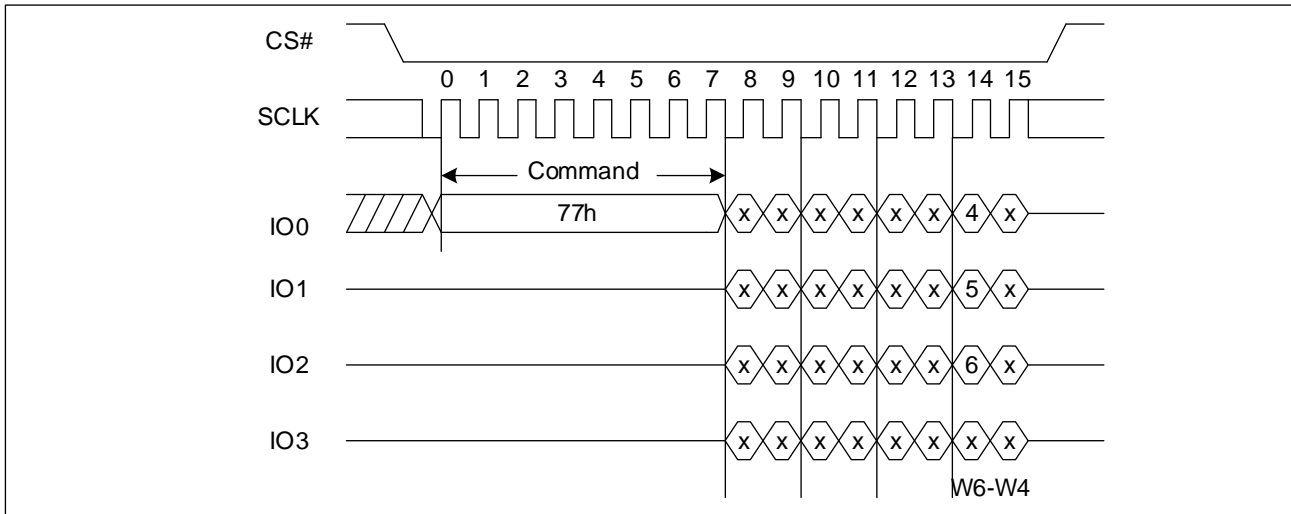 CS#
0 1 2 3 4 5 6 7 8 9 10 11 12 13 14 15
SCLK
Command
IO0 77h x x x x x x 4 x
IO1 x x x x x x 5 x
IO2 x x x x x x 6 x
IO3 x x x x x x x x
W6-W4